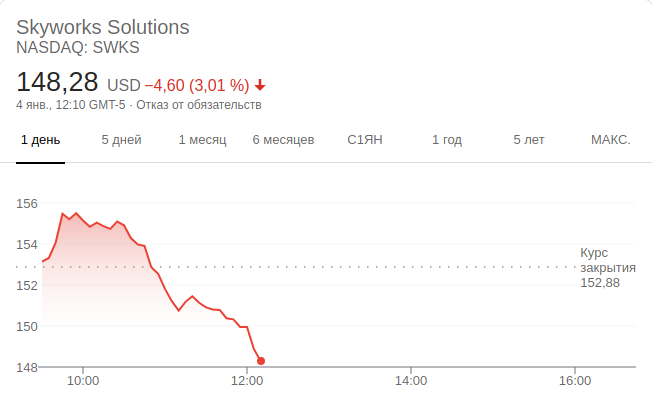 Skyworks Solutions
NASDAQ: SWKS
148,28 USD −4,60 (3,01 %)
4 янв., 12:10 GMT-5 · Отказ от обязательств
1 день 5 дней 1 месяц 6 месяцев С1ЯН 1 год 5 лет МАКС.
156
154
Курс
закрытия
152,88
152
150
148
10:00 12:00 14:00 16:00